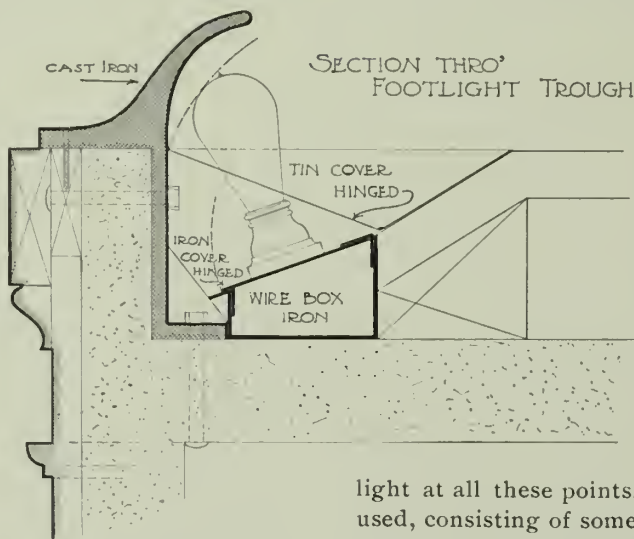 SECTION THRO'
FOOTLIGHT TROUGH
CAST IRON
TIN COVER
HINGED
IRON
COVER
HINGED
WIRE BOX
IRON
light at all these points
used, consisting of some